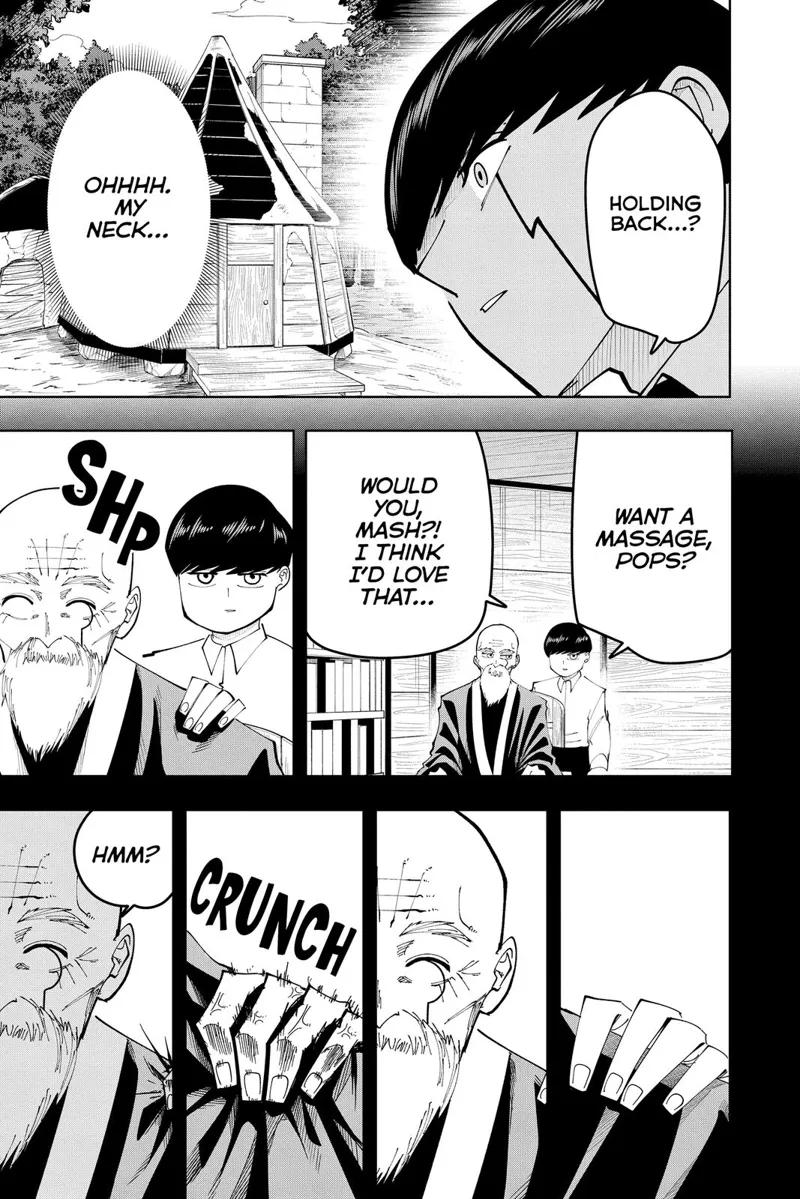 HOLDING
BACK...?
OHHHH.
MY
NECK...
WANT A
MASSAGE,
POPS?
WOULD
YOU,
MASH?!
I THINK
I'D LOVE
THAT...
SHP
CRUNCH
HMM?